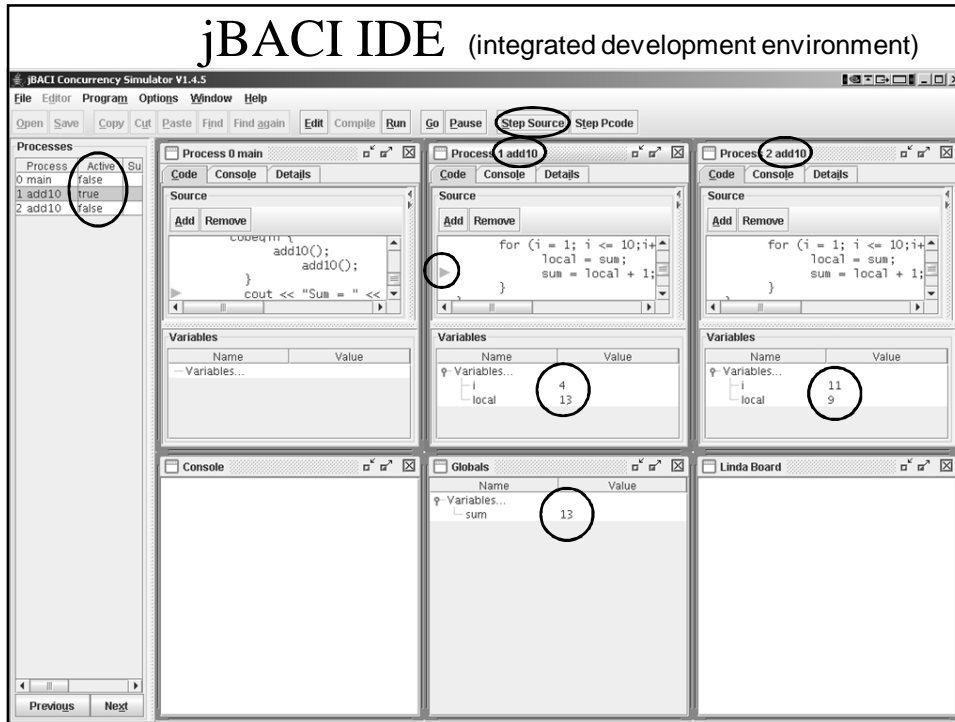 jBACI IDE (integrated development environment)
jBACI Concurrency Simulator V1.4.5
File Editor Program Options Window Help
Open Save Copy Cut Paste Find Find again Edit Compile Run Go Pause Step Source Step Pcode
Processes
Process Active Su
0 main false
1 add10 true
2 add10 false
Previous Next
Process 0 main
Code Console Details
Source
Add Remove
cobegin {
add10();
add10();
}
cout << "Sum = " <<
Variables
Name Value
Variables...
Process 1 add10
Code Console Details
Source
Add Remove
for (i = 1; i <= 10;i+
local = sum;
sum = local + 1;
}
}
Variables
Name Value
Variables...
i 4
local 13
Process 2 add10
Code Console Details
Source
Add Remove
for (i = 1; i <= 10;i+
local = sum;
sum = local + 1;
}
}
Variables
Name Value
Variables...
i 11
local 9
Console
Globals
Name Value
Variables...
sum 13
Linda Board